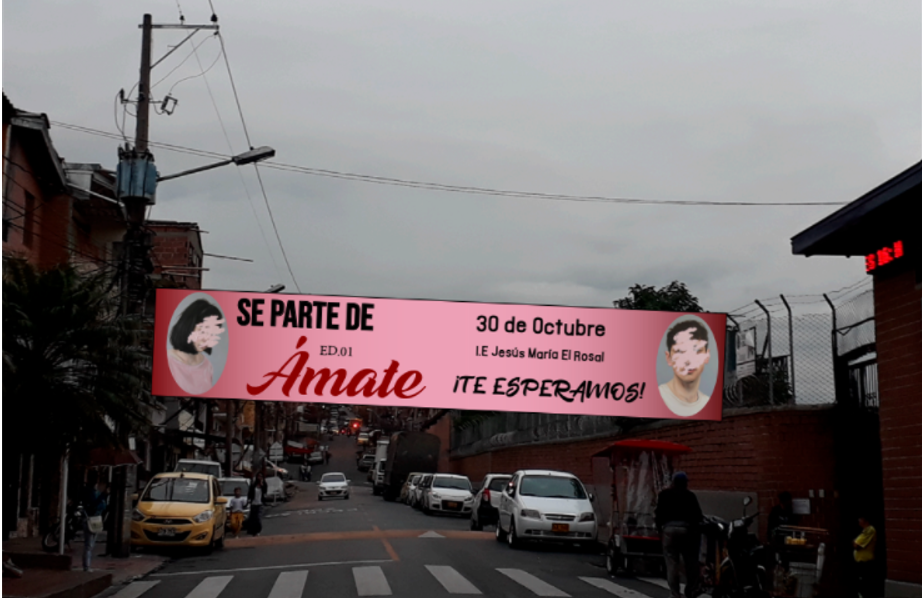 SE PARTE DE
ED.01
Ámate
30 de Octubre
I.E Jesús María El Rosal
¡TE ESPERAMOS!